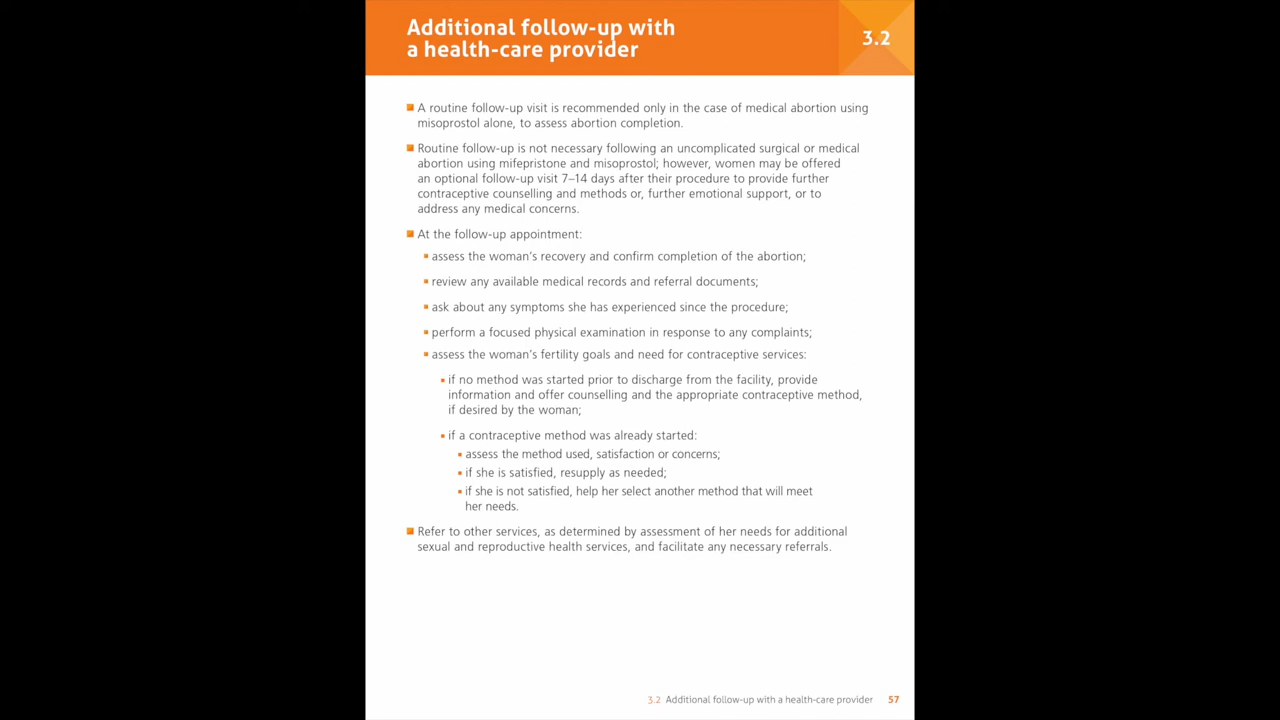 Additional follow-up with
a health-care provider
3.2
A routine follow-up visit is recommended only in the case of medical abortion using
misoprostol alone, to assess abortion completion.
Routine follow-up is not necessary following an uncomplicated surgical or medical
abortion using mifepristone and misoprostol; however, women may be offered
an optional follow-up visit 7–14 days after their procedure to provide further
contraceptive counselling and methods or, further emotional support, or to
address any medical concerns.
At the follow-up appointment:
assess the woman's recovery and confirm completion of the abortion;
review any available medical records and referral documents;
ask about any symptoms she has experienced since the procedure;
perform a focused physical examination in response to any complaints;
assess the woman's fertility goals and need for contraceptive services:
if no method was started prior to discharge from the facility, provide
information and offer counselling and the appropriate contraceptive method,
if desired by the woman;
if a contraceptive method was already started:
assess the method used, satisfaction or concerns;
if she is satisfied, resupply as needed;
if she is not satisfied, help her select another method that will meet
her needs.
Refer to other services, as determined by assessment of her needs for additional
sexual and reproductive health services, and facilitate any necessary referrals.
3.2 Additional follow-up with a health-care provider 57